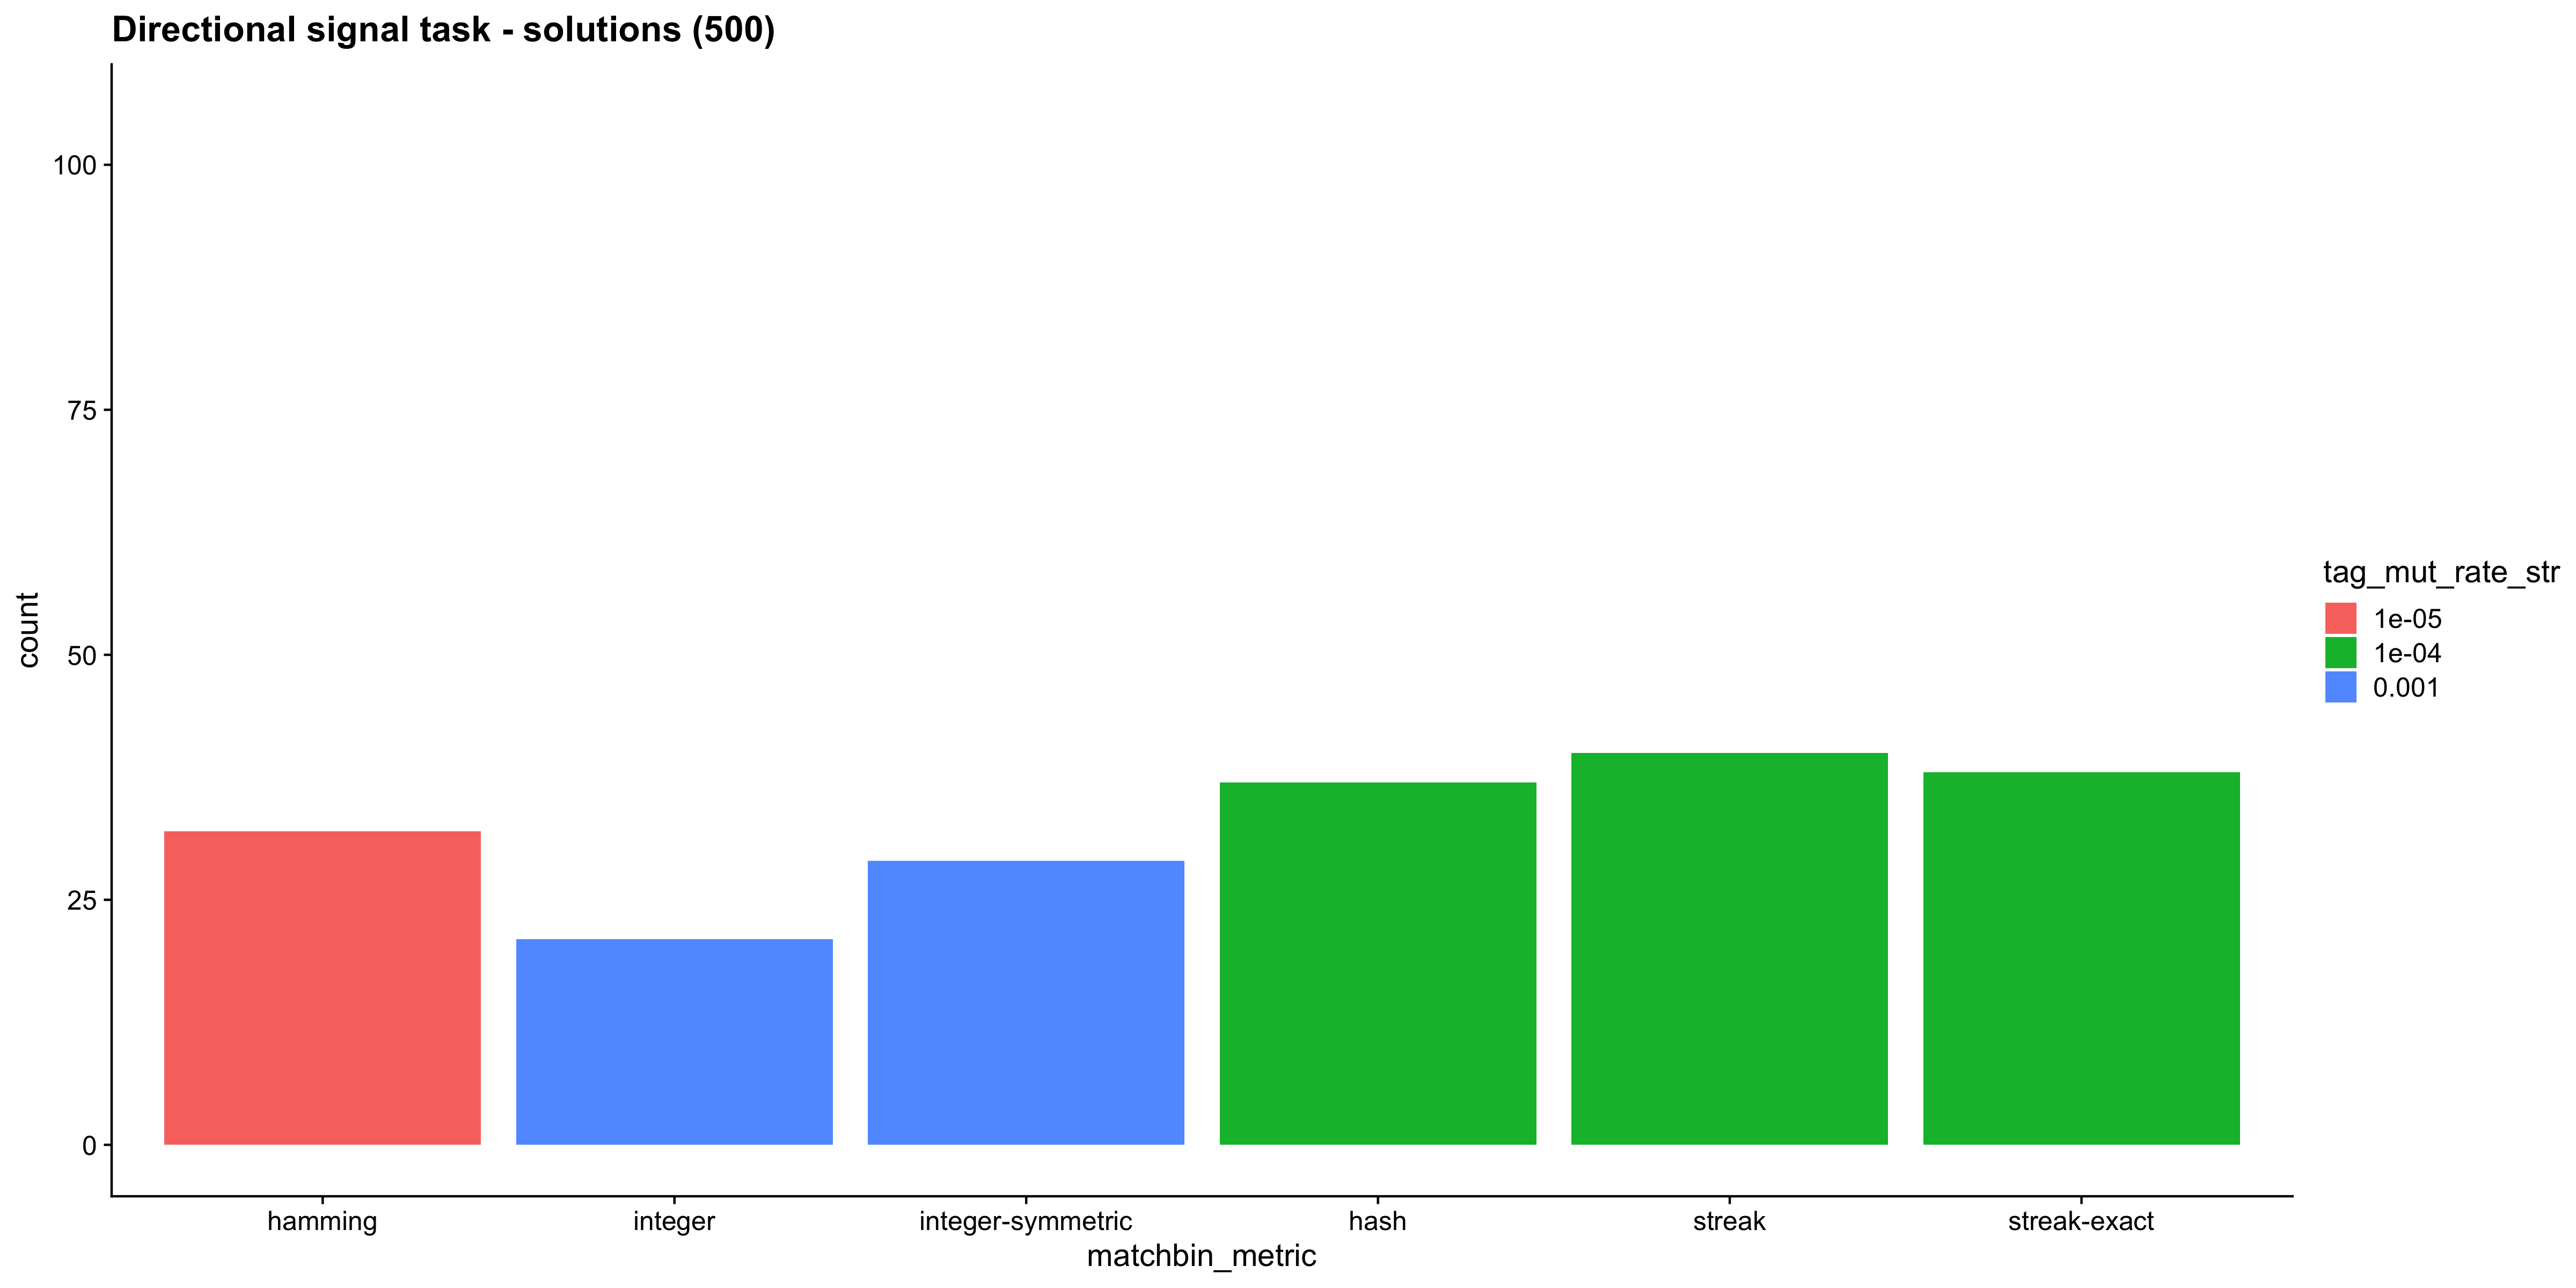 Directional signal task - solutions (500)
100
75
50
25
0
count
hamming
integer
integer-symmetric
hash
streak
streak-exact
matchbin_metric
tag_mut_rate_str
1e-05
1e-04
0.001